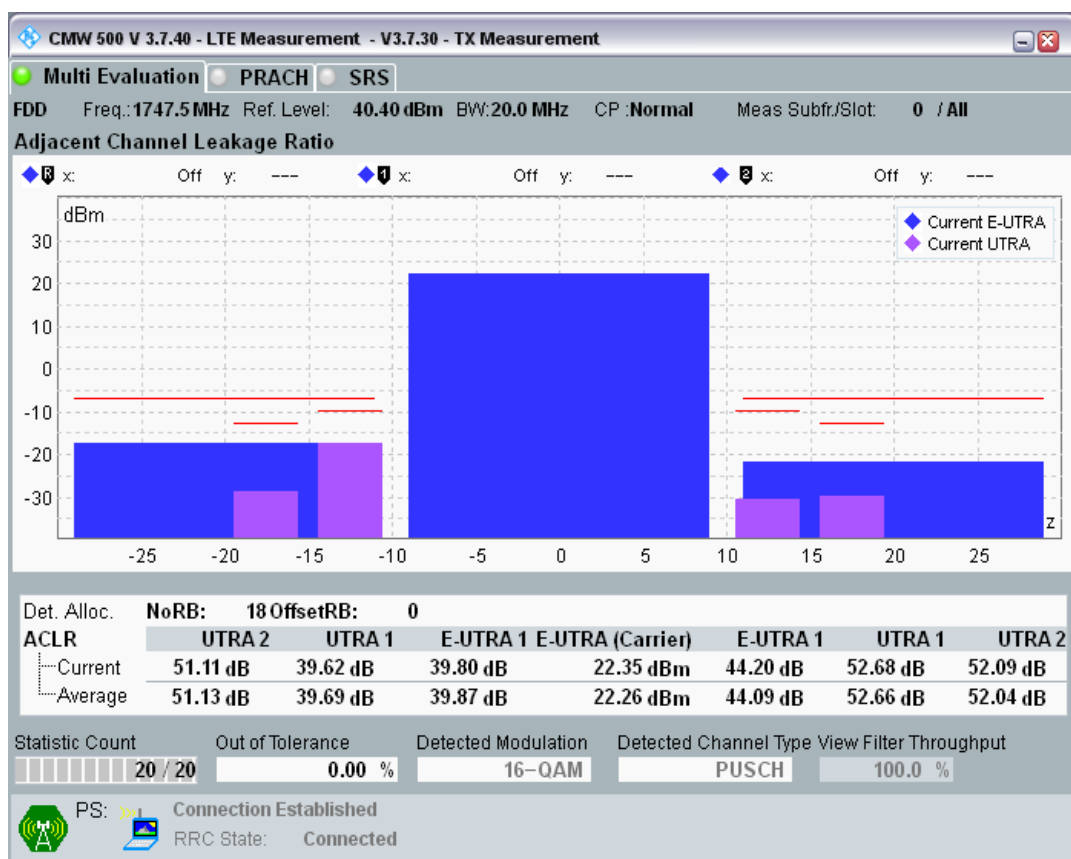 CMW 500 V 3.7.40 - LTE Measurement - V3.7.30 - TX Measurement
Multi Evaluation PRACH SRS
FDD Freq.: 1747.5 MHz Ref. Level: 40.40 dBm BW: 20.0 MHz CP : Normal Meas Subfr./Slot: 0 / All
Adjacent Channel Leakage Ratio
R x: Off y: --- 1 x: Off y: --- 2 x: Off y: ---
dBm
Current E-UTRA
Current UTRA
30
20
10
0
-10
-20
-30
z
-25 -20 -15 -10 -5 0 5 10 15 20 25
Det. Alloc. NoRB: 18 OffsetRB: 0
ACLR UTRA 2 UTRA 1 E-UTRA 1 E-UTRA (Carrier) E-UTRA 1 UTRA 1 UTRA 2
Current 51.11 dB 39.62 dB 39.80 dB 22.35 dBm 44.20 dB 52.68 dB 52.09 dB
Average 51.13 dB 39.69 dB 39.87 dB 22.26 dBm 44.09 dB 52.66 dB 52.04 dB
Statistic Count Out of Tolerance Detected Modulation Detected Channel Type View Filter Throughput
20 / 20 0.00 % 16-QAM PUSCH 100.0 %
PS: Connection Established
RRC State: Connected